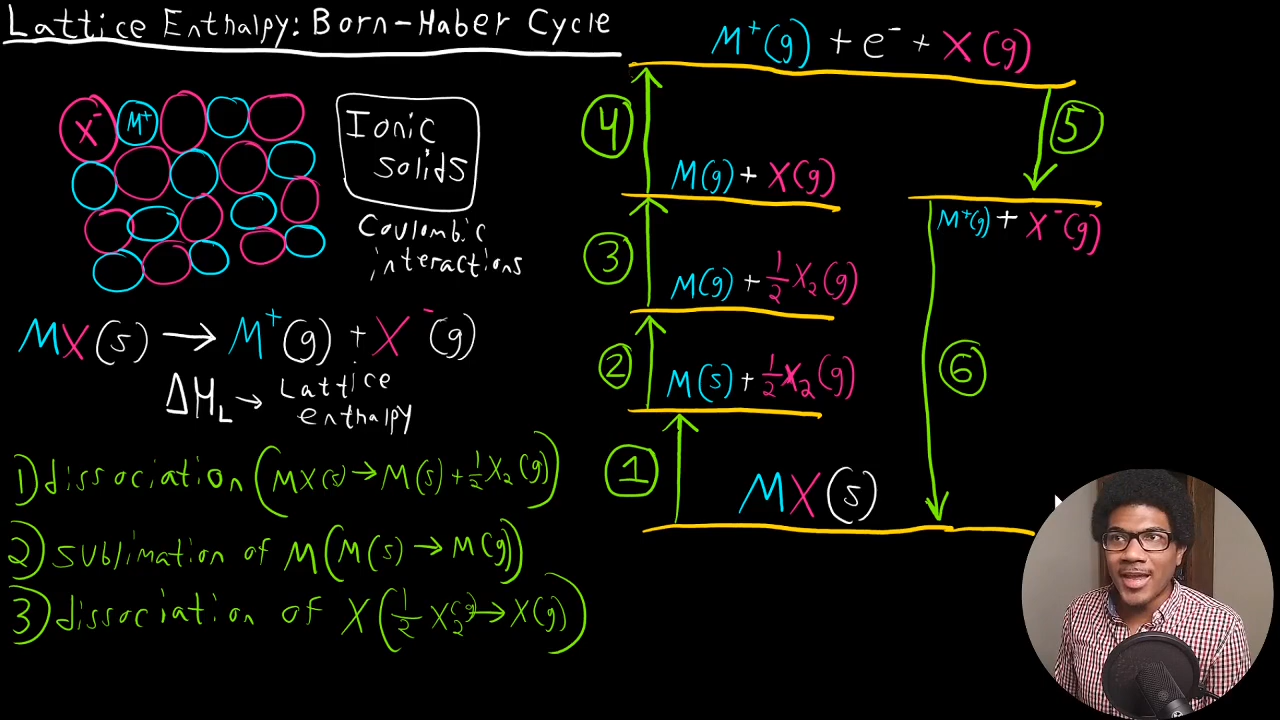 Lattice Enthalpy: Born-Haber Cycle
X⁻ M⁺
Ionic
solids
Coulombic
interactions
MX(s) → M⁺(g) + X⁻(g)
ΔH_L → Lattice
enthalpy
1) dissociation (MX(s) → M(s) + ½X₂(g))
2) sublimation of M (M(s) → M(g))
3) dissociation of X (½X₂(g) → X(g))
M⁺(g) + e⁻ + X(g)
4
5
M(g) + X(g)
M⁺(g) + X⁻(g)
3
M(g) + ½X₂(g)
2
M(s) + ½X₂(g)
6
1
MX(s)